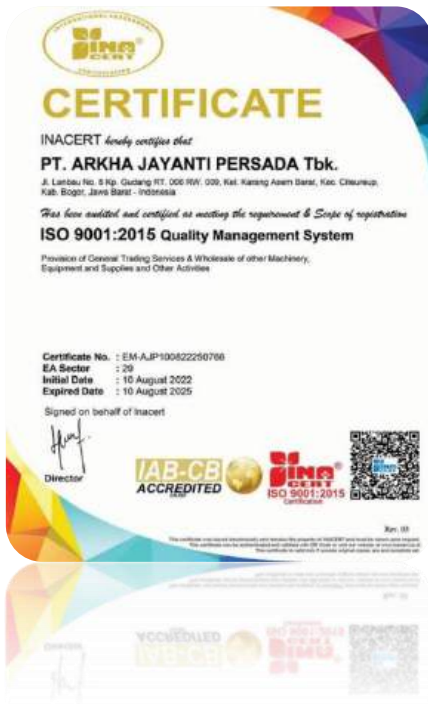 INA®
CERT
CERTIFICATE
INACERT hereby certifies that
PT. ARKHA JAYANTI PERSADA Tbk.
Jl. Lanbau No. 8 Kp. Gudang RT. 006 RW. 009, Kel. Karang Asem Barat, Kec. Citeureup,
Kab. Bogor, Jawa Barat - Indonesia
Has been audited and certified as meeting the requirement & Scope of registration
ISO 9001:2015 Quality Management System
Provision of General Trading Services & Wholesale of other Machinery,
Equipment and Supplies and Other Activities
Certificate No. : EM-AJP100822250766
EA Sector : 29
Initial Date : 10 August 2022
Expired Date : 10 August 2025
Signed on behalf of Inacert
Director
IAB-CB
ACCREDITED
INA®
CERT
ISO 9001:2015
Certification